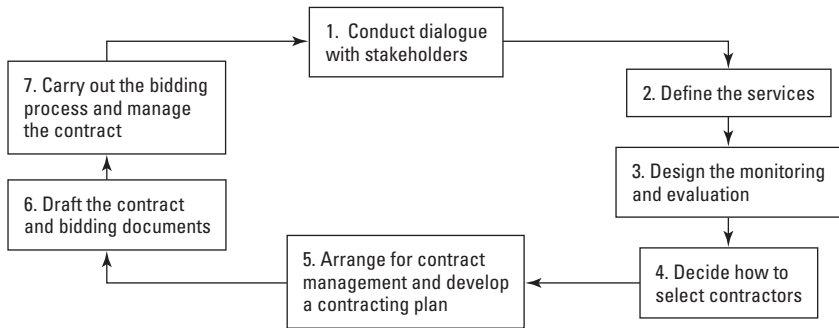 1. Conduct dialogue
with stakeholders
2. Define the services
3. Design the monitoring
and evaluation
4. Decide how to
select contractors
5. Arrange for contract
management and develop
a contracting plan
6. Draft the contract
and bidding documents
7. Carry out the bidding
process and manage
the contract